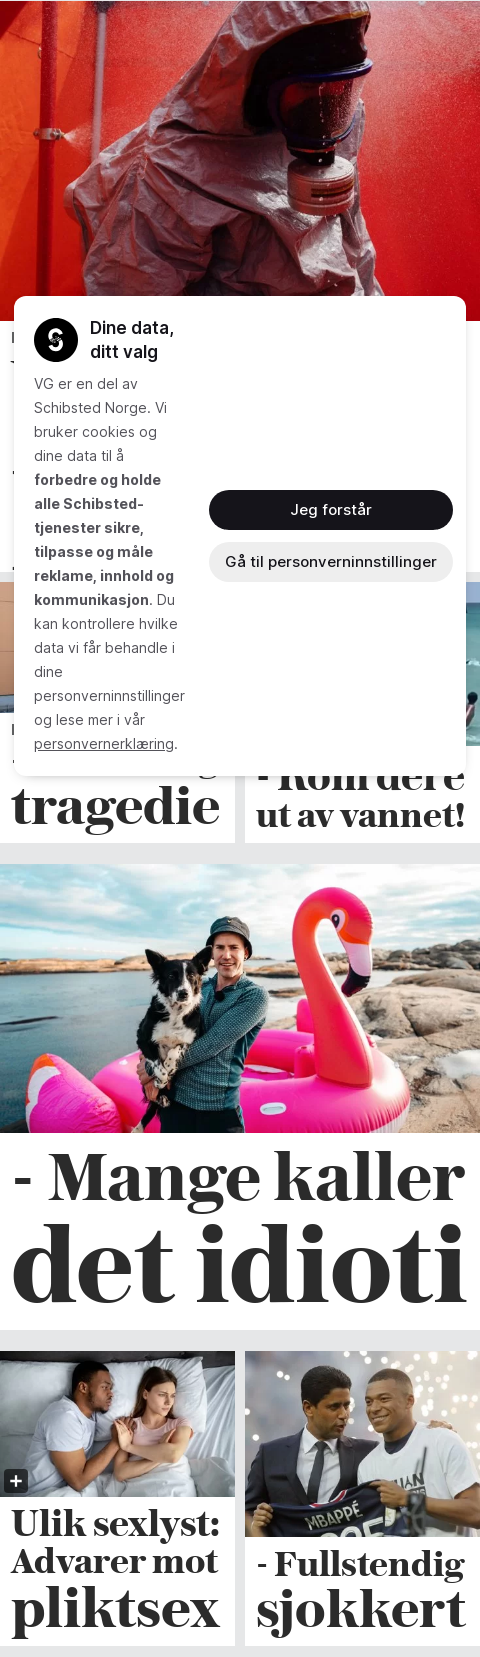 Dine data,
ditt valg
VG er en del av
Schibsted Norge. Vi
bruker cookies og
dine data til å
forbedre og holde
alle Schibsted-
tjenester sikre,
tilpasse og måle
reklame, innhold og
kommunikasjon. Du
kan kontrollere hvilke
data vi får behandle i
dine
personverninnstillinger
og lese mer i vår
personvernerklæring.
Jeg forstår
Gå til personverninnstillinger
tragedie
- Kom dere
ut av vannet!
- Mange kaller
det idioti
Ulik sexlyst:
Advarer mot
pliktsex
MBAPPÉ
- Fullstendig
sjokkert